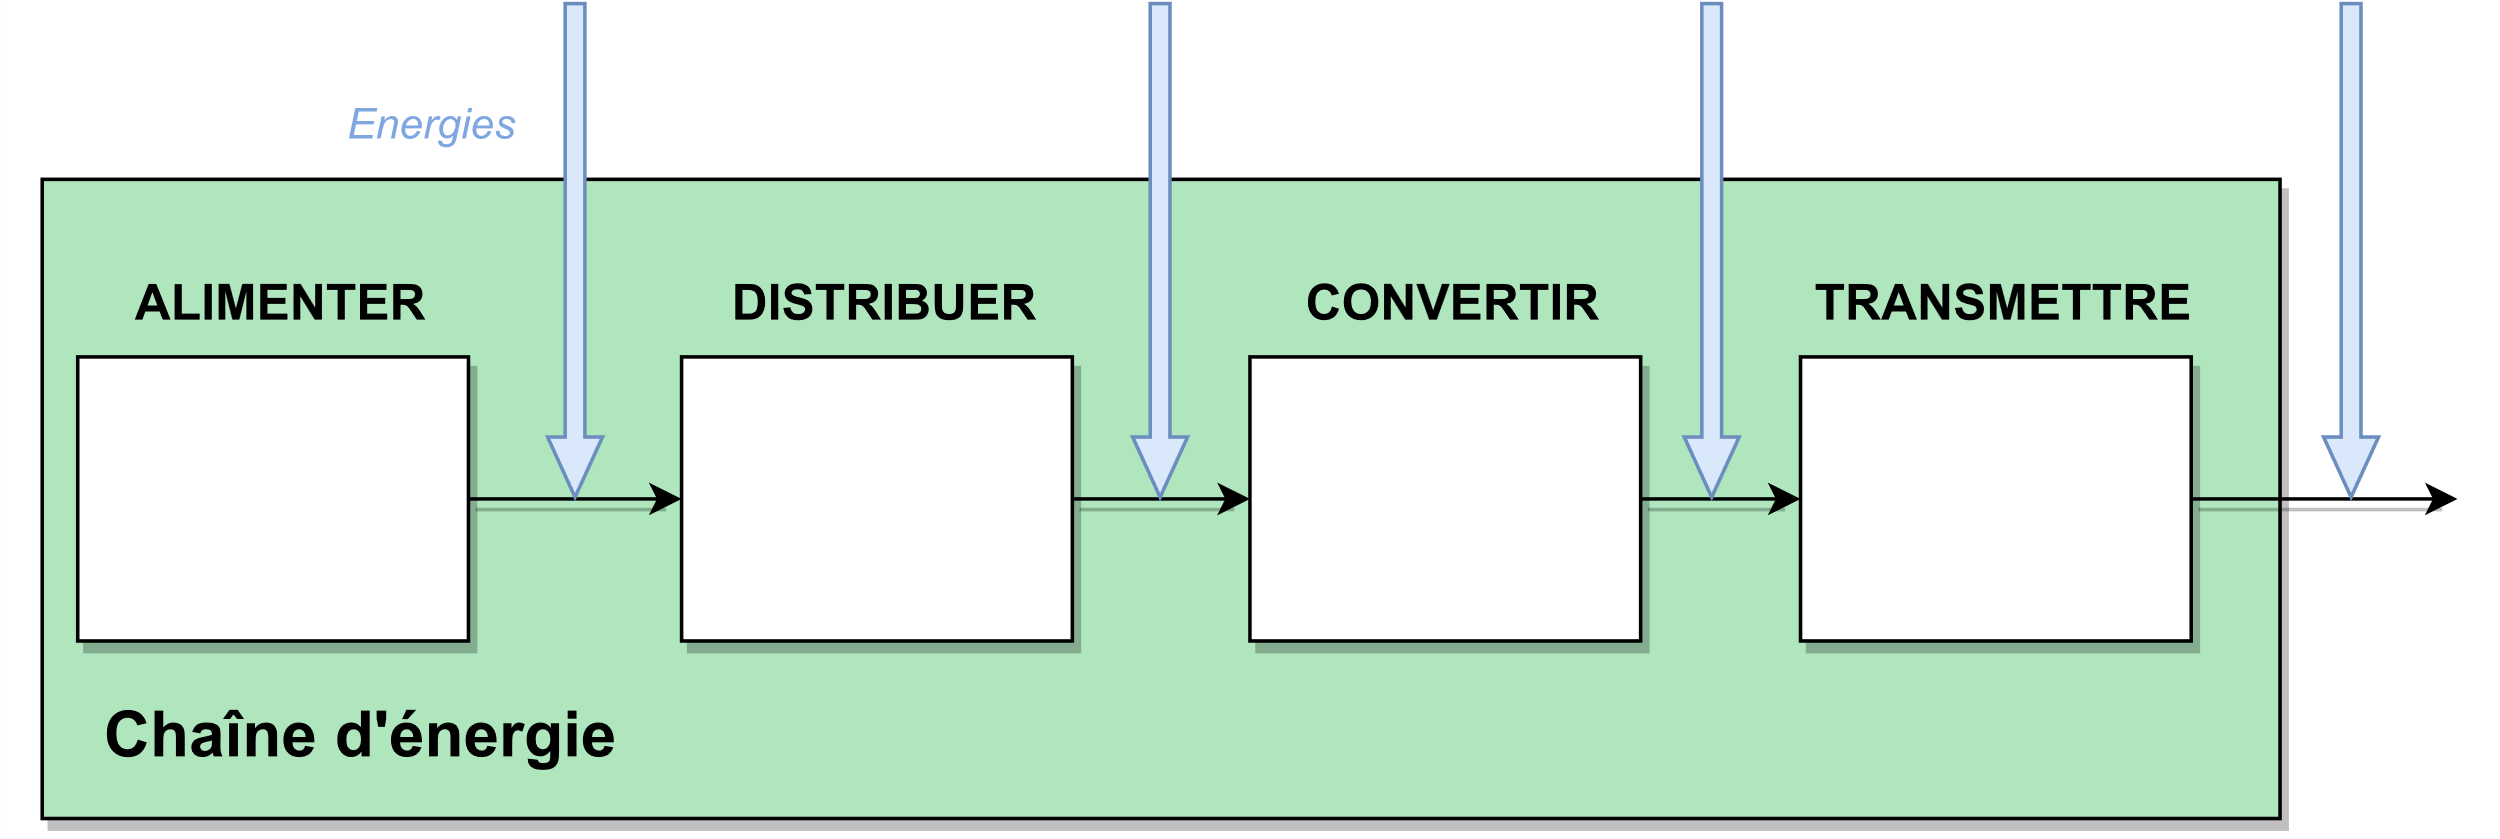 Energies
ALIMENTER
DISTRIBUER
CONVERTIR
TRANSMETTRE
Chaîne d'énergie